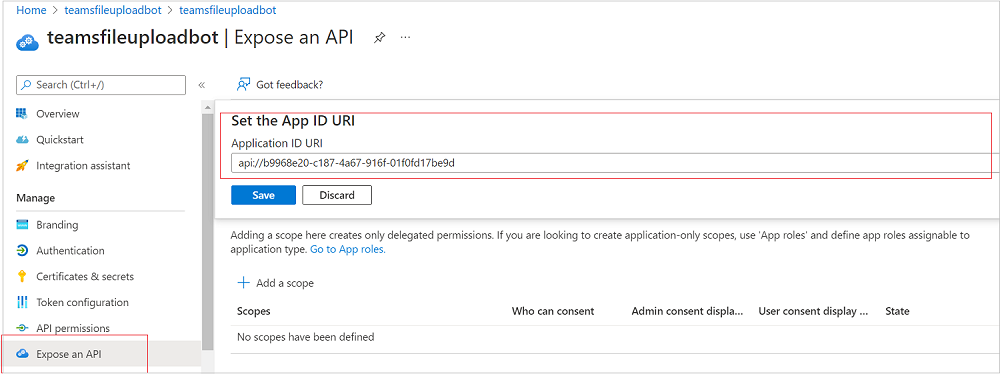 Home > teamsfileuploadbot > teamsfileuploadbot
teamsfileuploadbot | Expose an API
Search (Ctrl+/)
Got feedback?
Overview
Quickstart
Integration assistant
Manage
Branding
Authentication
Certificates & secrets
Token configuration
API permissions
Expose an API
Set the App ID URI
Application ID URI
api://b9968e20-c187-4a67-916f-01f0fd17be9d
Save
Discard
Adding a scope here creates only delegated permissions. If you are looking to create application-only scopes, use 'App roles' and define app roles assignable to
application type. Go to App roles.
Add a scope
Scopes Who can consent Admin consent displa... User consent display ... State
No scopes have been defined